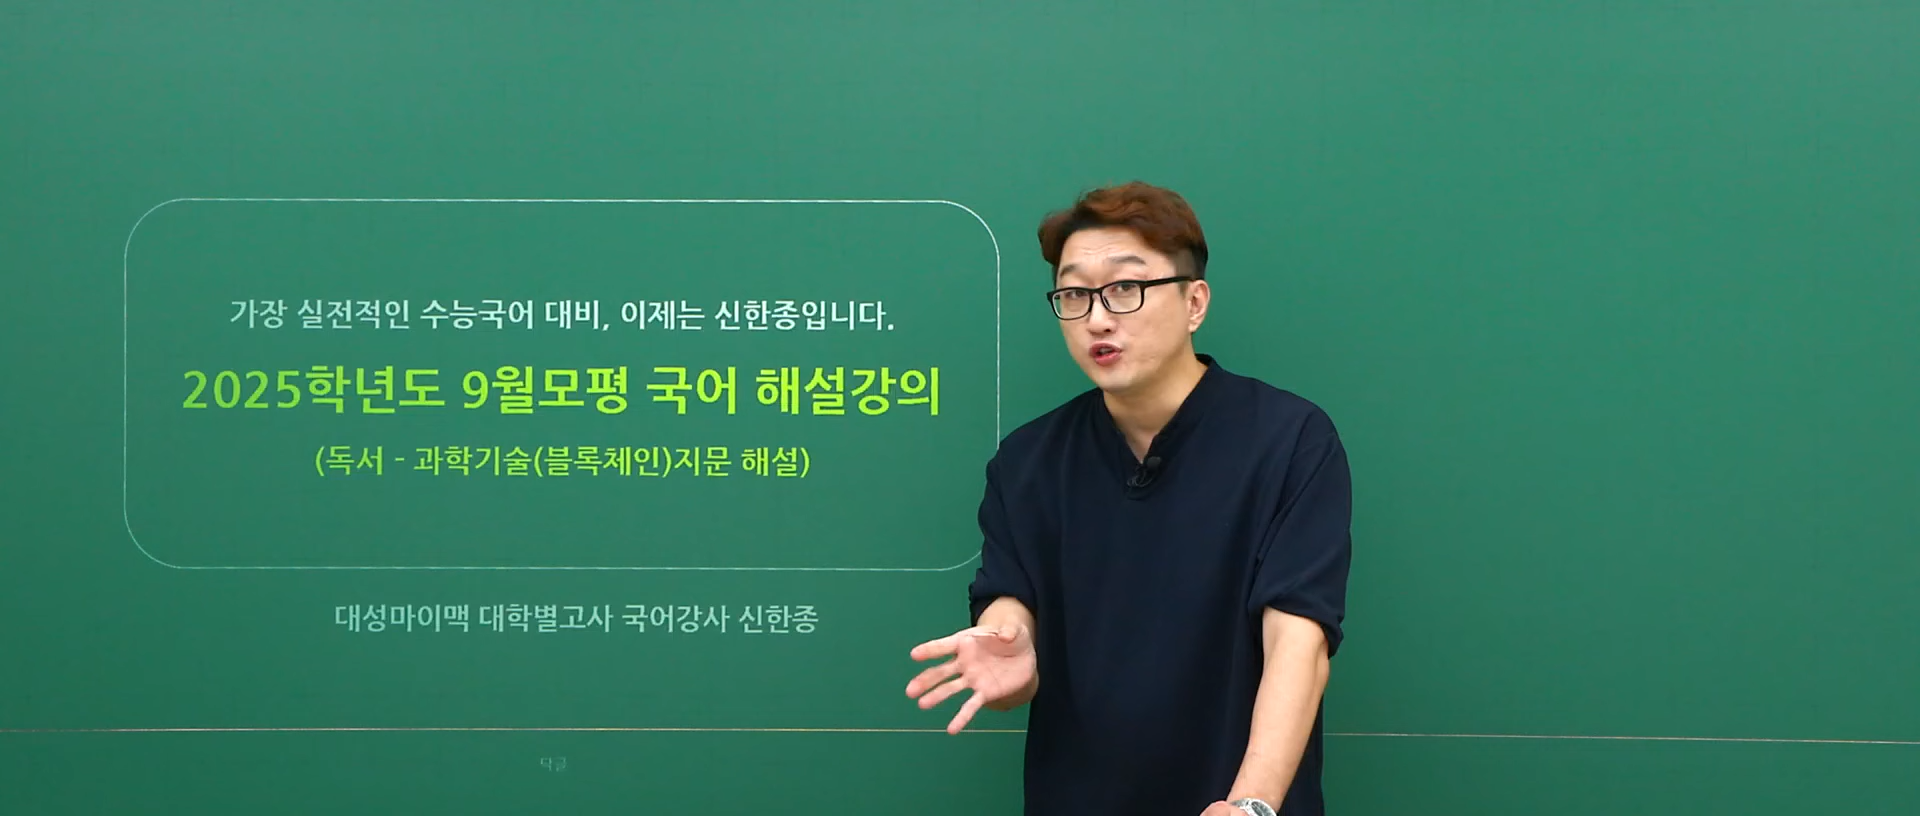 가장 실전적인 수능국어 대비, 이제는 신한종입니다.
2025학년도 9월모평 국어 해설강의
(독서 - 과학기술(블록체인)지문 해설)
대성마이맥 대학별고사 국어강사 신한종